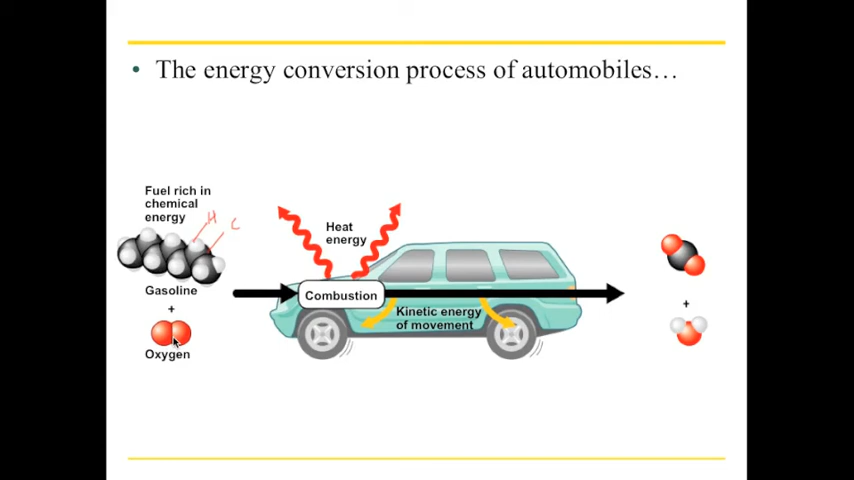 • The energy conversion process of automobiles…
Fuel rich in
chemical
energy
H
C
Gasoline
+
Oxygen
Heat
energy
Combustion
Kinetic energy
of movement
+